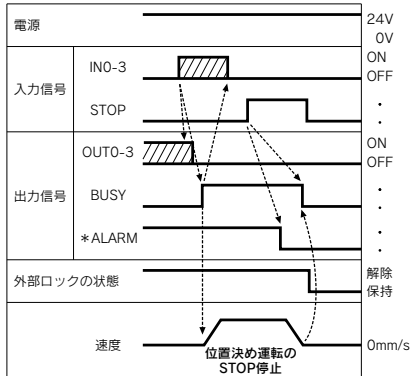 電源
24V
0V
入力信号
IN0-3
ON
OFF
STOP
・
・
出力信号
OUT0-3
ON
OFF
BUSY
・
・
＊ALARM
・
・
外部ロックの状態
解除
保持
速度
位置決め運転の
STOP停止
0mm/s